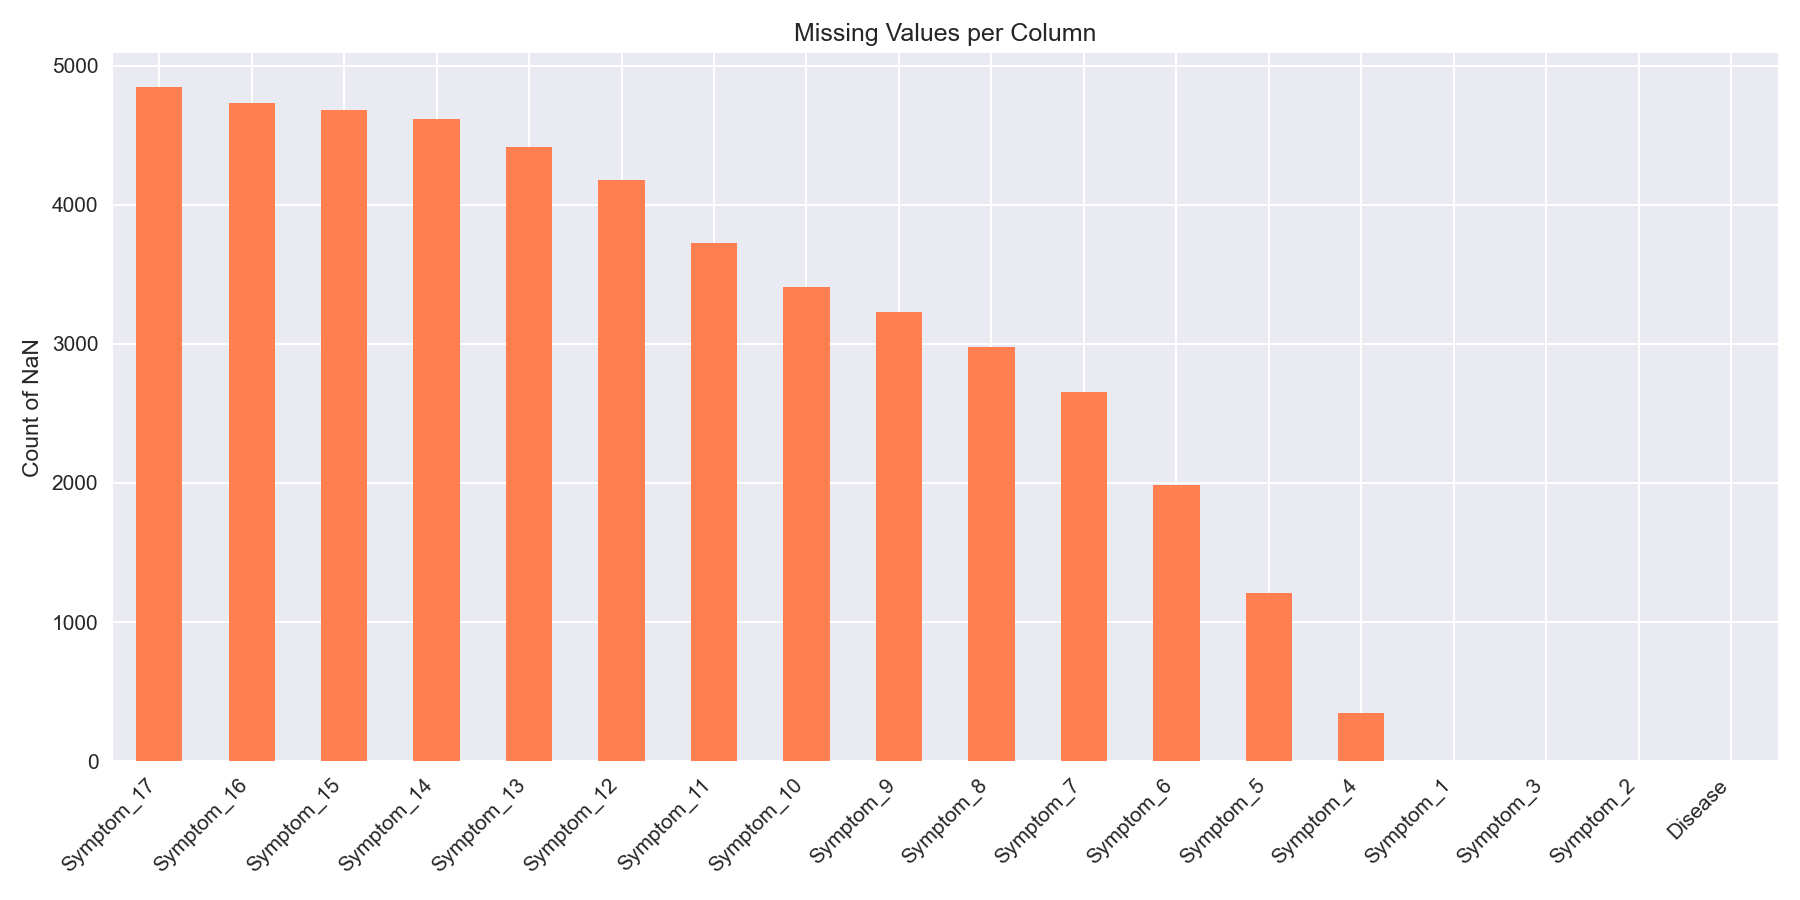 Missing Values per Column
Count of NaN
5000
4000
3000
2000
1000
0
Symptom_17
Symptom_16
Symptom_15
Symptom_14
Symptom_13
Symptom_12
Symptom_11
Symptom_10
Symptom_9
Symptom_8
Symptom_7
Symptom_6
Symptom_5
Symptom_4
Symptom_1
Symptom_3
Symptom_2
Disease